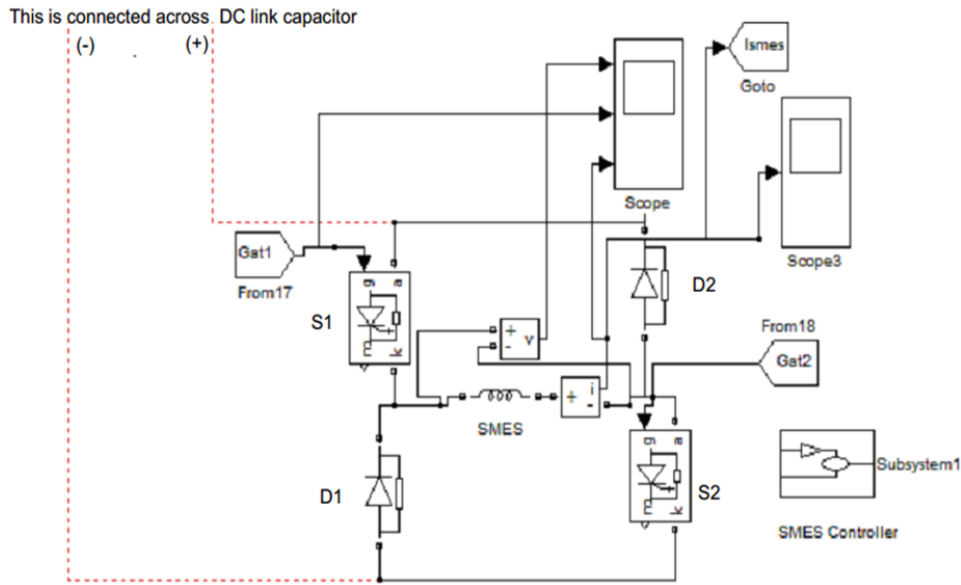 This is connected across DC link capacitor
(-)
(+)
Ismes
Goto
Scope
Scope3
Gat1
From17
g a
m k
S1
D2
+
-
v
From18
Gat2
+
i
-
SMES
g a
m k
S2
D1
Subsystem1
SMES Controller